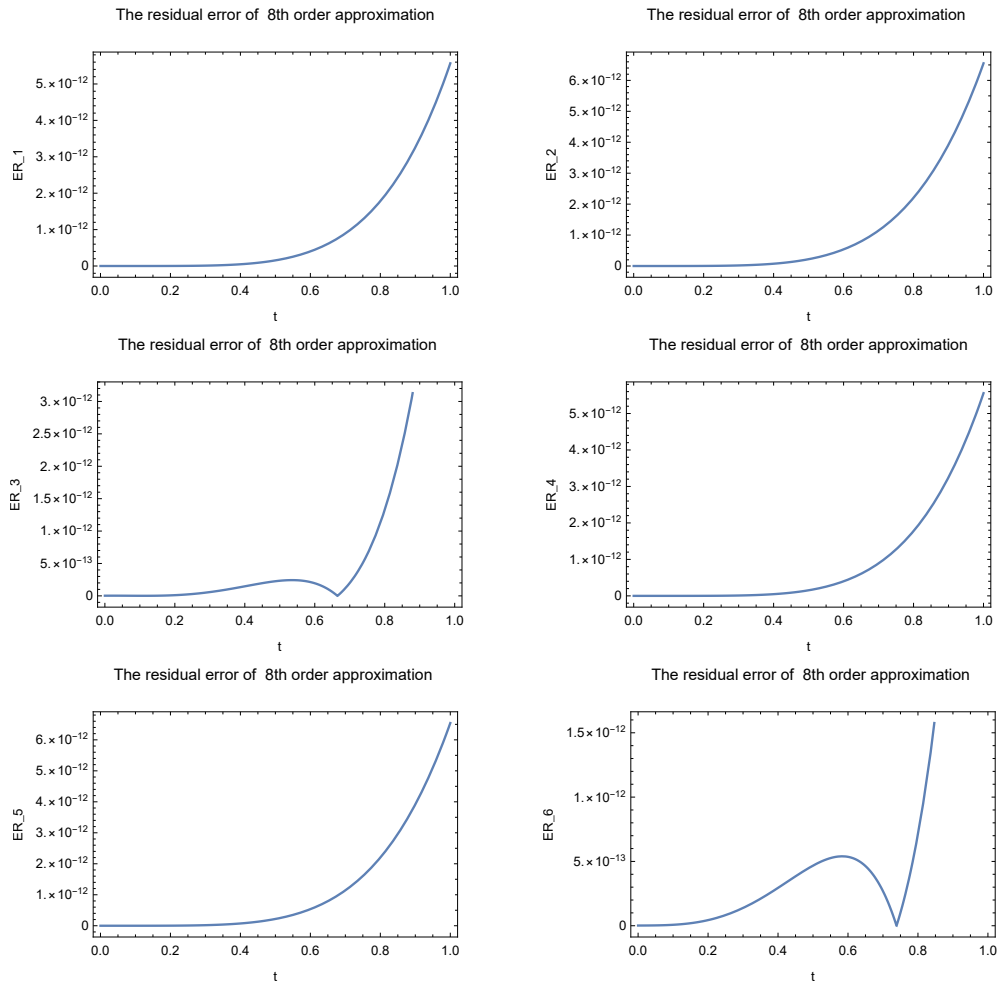 The residual error of  8th order approximation
ER_1
5.×10⁻¹²
4.×10⁻¹²
3.×10⁻¹²
2.×10⁻¹²
1.×10⁻¹²
0
0.0 0.2 0.4 0.6 0.8 1.0
t
The residual error of  8th order approximation
ER_2
6.×10⁻¹²
5.×10⁻¹²
4.×10⁻¹²
3.×10⁻¹²
2.×10⁻¹²
1.×10⁻¹²
0
0.0 0.2 0.4 0.6 0.8 1.0
t
The residual error of  8th order approximation
ER_3
3.×10⁻¹²
2.5×10⁻¹²
2.×10⁻¹²
1.5×10⁻¹²
1.×10⁻¹²
5.×10⁻¹³
0
0.0 0.2 0.4 0.6 0.8 1.0
t
The residual error of  8th order approximation
ER_4
5.×10⁻¹²
4.×10⁻¹²
3.×10⁻¹²
2.×10⁻¹²
1.×10⁻¹²
0
0.0 0.2 0.4 0.6 0.8 1.0
t
The residual error of  8th order approximation
ER_5
6.×10⁻¹²
5.×10⁻¹²
4.×10⁻¹²
3.×10⁻¹²
2.×10⁻¹²
1.×10⁻¹²
0
0.0 0.2 0.4 0.6 0.8 1.0
t
The residual error of  8th order approximation
ER_6
1.5×10⁻¹²
1.×10⁻¹²
5.×10⁻¹³
0
0.0 0.2 0.4 0.6 0.8 1.0
t